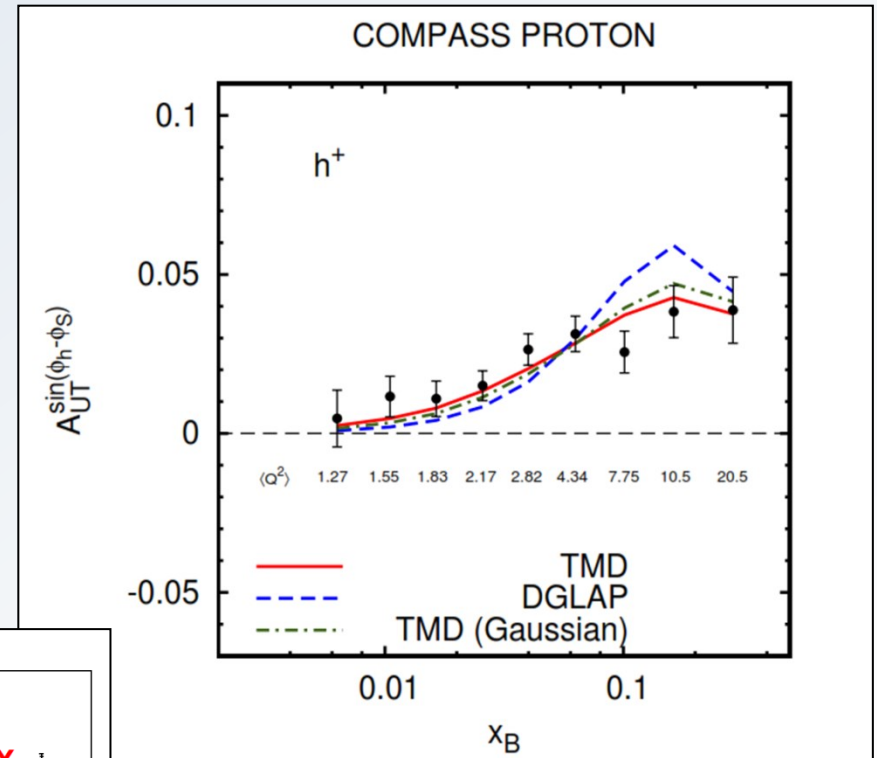 COMPASS PROTON
0.1
h⁺
0.05
A_UT^sin(ϕ_h-ϕ_S)
0
⟨Q²⟩ 1.27 1.55 1.83 2.17 2.82 4.34 7.75 10.5 20.5
-0.05
TMD
DGLAP
TMD (Gaussian)
0.01 0.1
x_B